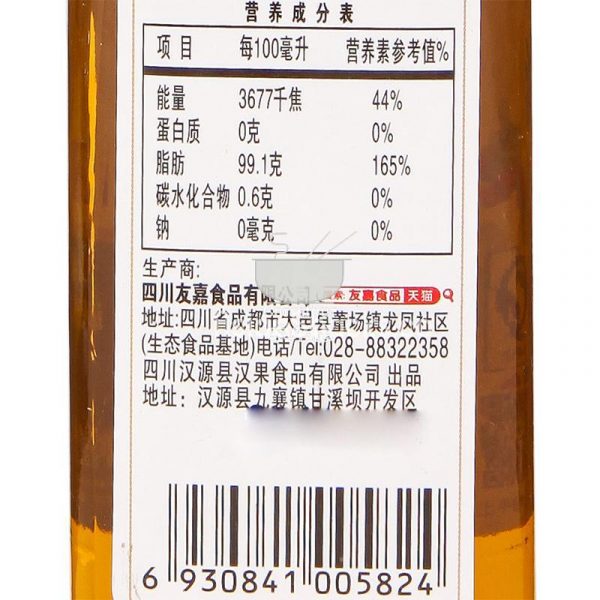 营养成分表
项目 每100毫升 营养素参考值%
能量 3677千焦 44%
蛋白质 0克 0%
脂肪 99.1克 165%
碳水化合物 0.6克 0%
钠 0毫克 0%
生产商:
四川友嘉食品有限公司 友嘉食品 天猫
地址:四川省成都市大邑县董场镇龙凤社区
(生态食品基地)电话/Tel:028-88322358
四川汉源县汉果食品有限公司 出品
地址: 汉源县九襄镇甘溪坝开发区
6 930841 005824